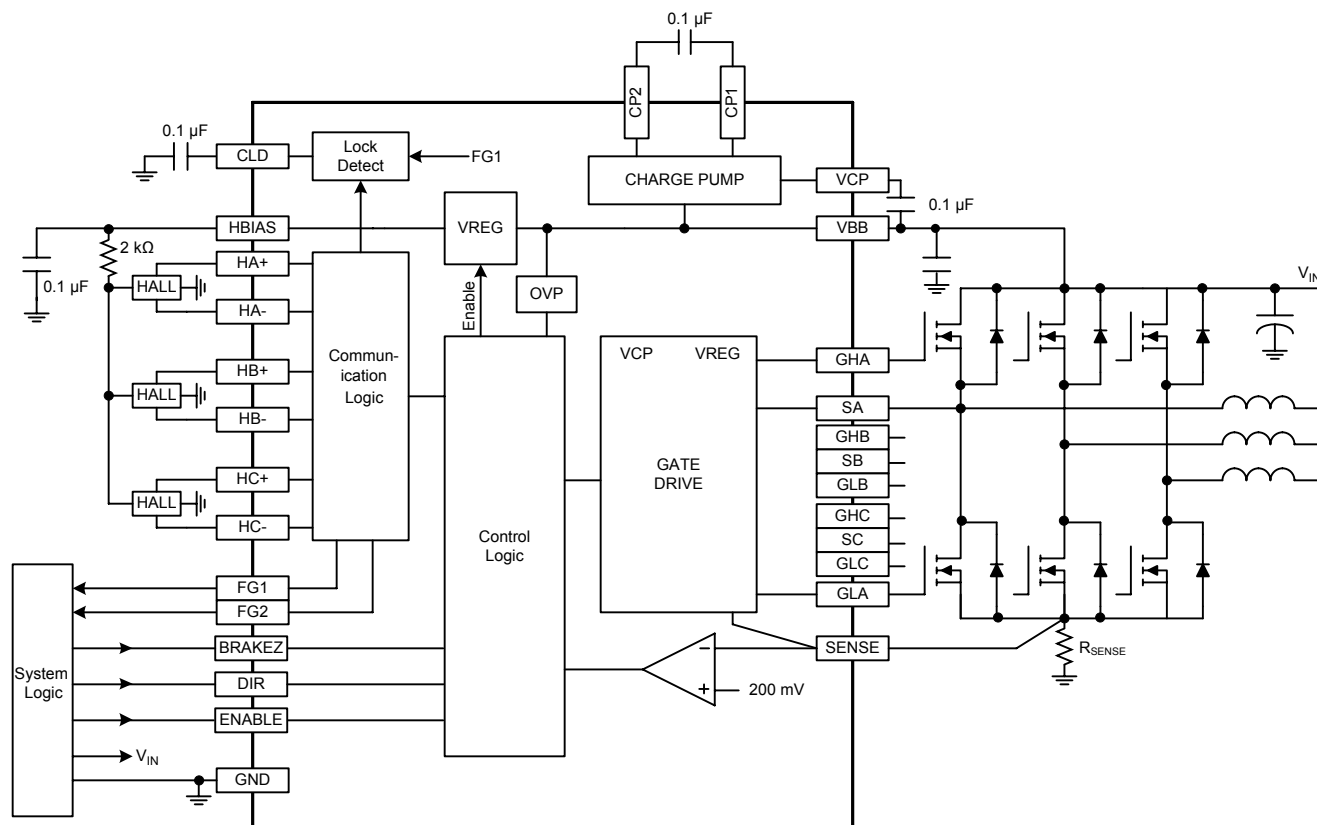 0.1 µF
CP2
CP1
0.1 µF
CLD
Lock
Detect
FG1
CHARGE PUMP
VCP
0.1 µF
HBIAS
VREG
VBB
2 kΩ
0.1 µF
HA+
HALL
HA-
Enable
OVP
V_IN
Commun-
ication
Logic
HB+
HALL
HB-
VCP
VREG
GHA
SA
GHB
SB
GLB
GATE
DRIVE
HC+
HALL
HC-
Control
Logic
GHC
SC
GLC
GLA
FG1
FG2
BRAKEZ
SENSE
R_SENSE
System
Logic
DIR
−
+
200 mV
ENABLE
V_IN
GND